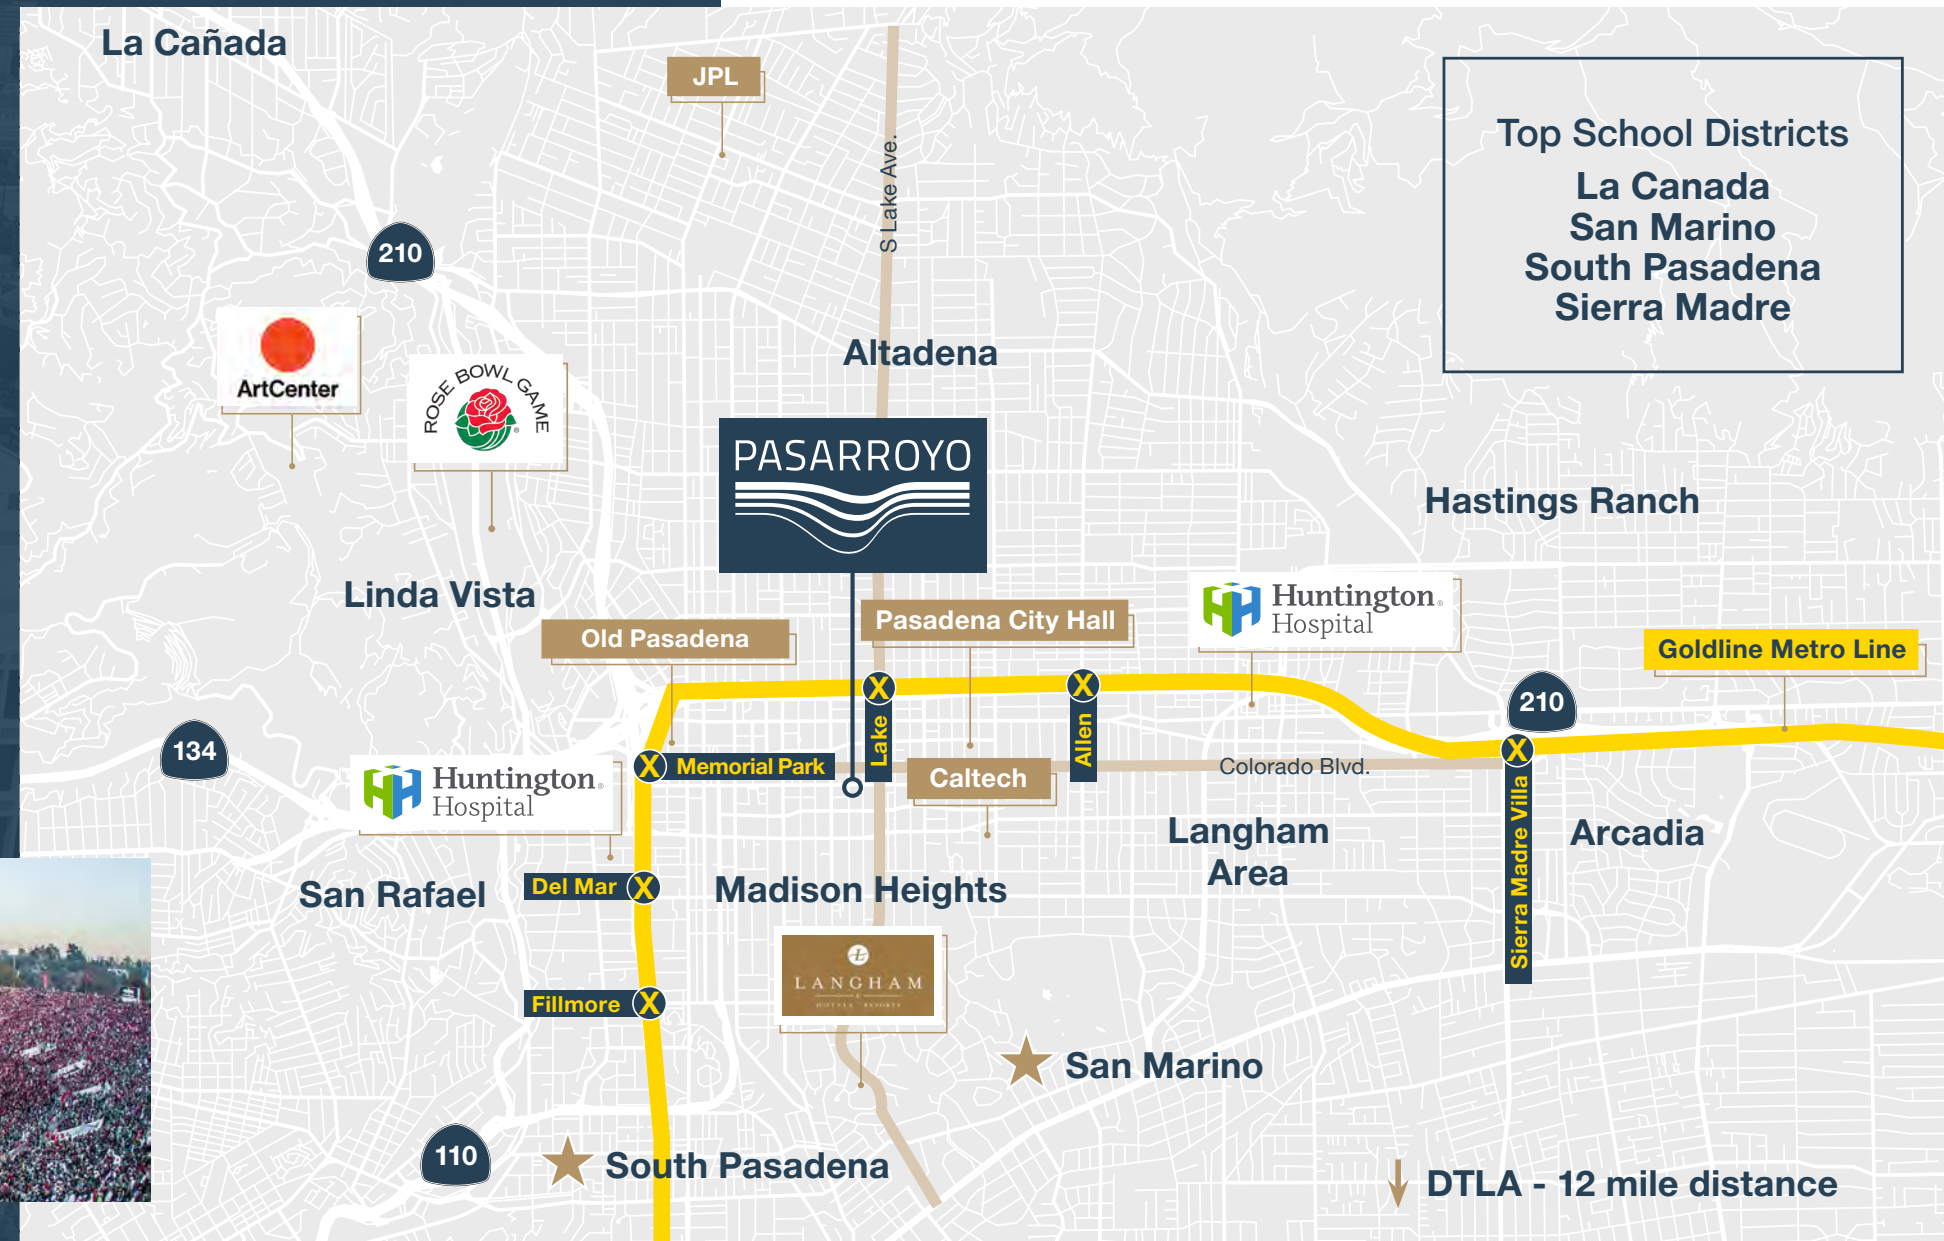 La Cañada
JPL
S Lake Ave.
Top School Districts
La Canada
San Marino
South Pasadena
Sierra Madre
210
ArtCenter
ROSE BOWL GAME
Altadena
PASARROYO
Hastings Ranch
Linda Vista
Huntington
Hospital
Old Pasadena
Pasadena City Hall
Goldline Metro Line
210
134
X
Lake
X
Allen
X
Memorial Park
Colorado Blvd.
Caltech
X
Sierra Madre Villa
Huntington
Hospital
Langham
Area
Arcadia
San Rafael
Del Mar X
Madison Heights
L
LANGHAM
HOTELS · RESORTS
Fillmore X
San Marino
110
South Pasadena
DTLA - 12 mile distance